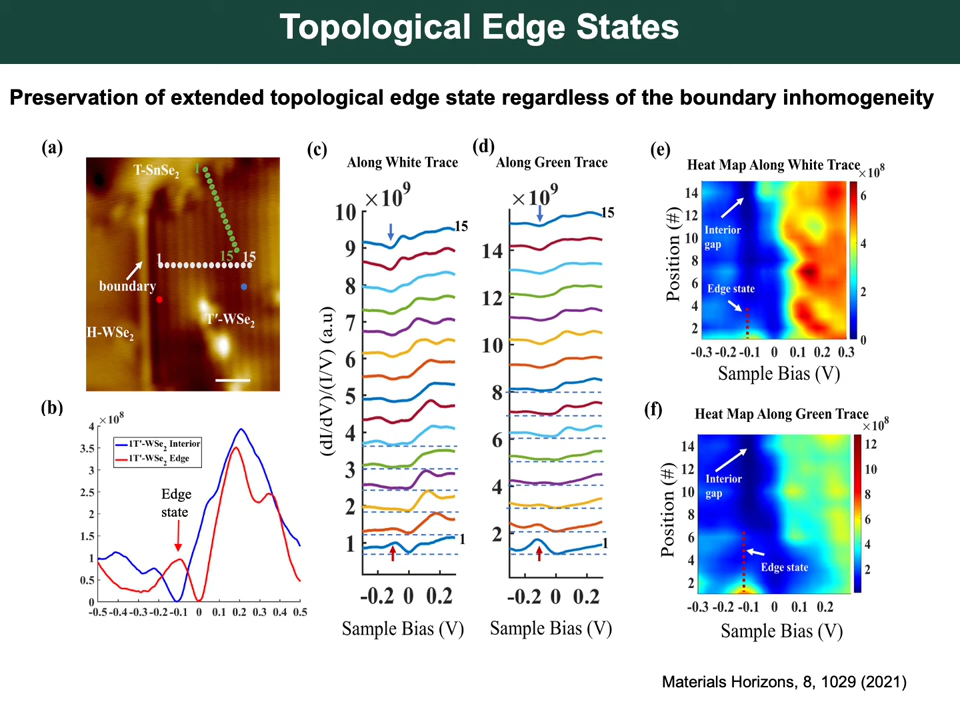 Topological Edge States
Preservation of extended topological edge state regardless of the boundary inhomogeneity
(a)
T-SnSe2
1
1
15
15
boundary
H-WSe2
T′-WSe2
(b)
×10^8
4
3.5
3
2.5
2
1.5
1
0.5
0
1T′-WSe2 Interior
1T′-WSe2 Edge
Edge
state
-0.5 -0.4 -0.3 -0.2 -0.1 0 0.1 0.2 0.3 0.4 0.5
(c)
Along White Trace
×10^9
10
9
8
7
6
5
4
3
2
1
15
1
(dI/dV)/(I/V) (a.u)
-0.2 0 0.2
Sample Bias (V)
(d)
Along Green Trace
×10^9
14
12
10
8
6
4
2
15
1
-0.2 0 0.2
Sample Bias (V)
(e)
Heat Map Along White Trace
×10^8
14
12
10
8
6
4
2
Position (#)
Interior
gap
Edge state
6
4
2
0
-0.3 -0.2 -0.1 0 0.1 0.2 0.3
Sample Bias (V)
(f)
Heat Map Along Green Trace
×10^8
14
12
10
8
6
4
2
Position (#)
Interior
gap
Edge state
12
10
8
6
4
2
-0.3 -0.2 -0.1 0 0.1 0.2
Sample Bias (V)
Materials Horizons, 8, 1029 (2021)